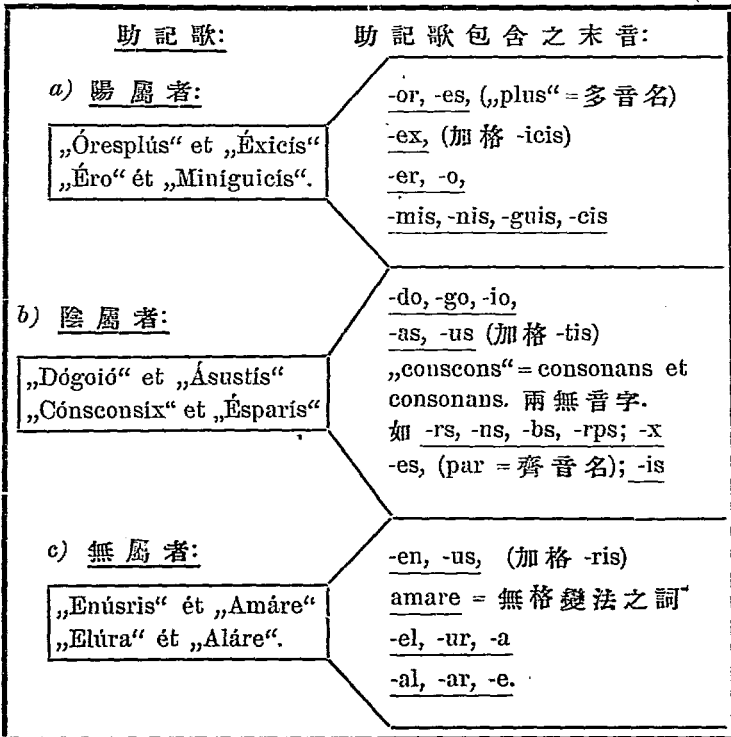 助記歌:
助記歌包含之末音:
a) 陽屬者:
„Óresplús“ et „Éxicís“
„Éro“ ét „Miníguicís“.
-or, -es, („plus“ = 多音名)
-ex, (加格 -icis)
-er, -o,
-mis, -nis, -guis, -cis
b) 陰屬者:
„Dógoió“ et „Ásustís“
„Cónsconsíx“ et „Ésparís“
-do, -go, -io,
-as, -us (加格 -tis)
„conscons“ = consonans et
consonans. 兩無音字.
如 -rs, -ns, -bs, -rps; -x
-es, (par = 齊音名); -is
c) 無屬者:
„Enúsris“ ét „Amáre“
„Elúra“ ét „Aláre“.
-en, -us, (加格 -ris)
amare = 無格變法之詞
-el, -ur, -a
-al, -ar, -e.